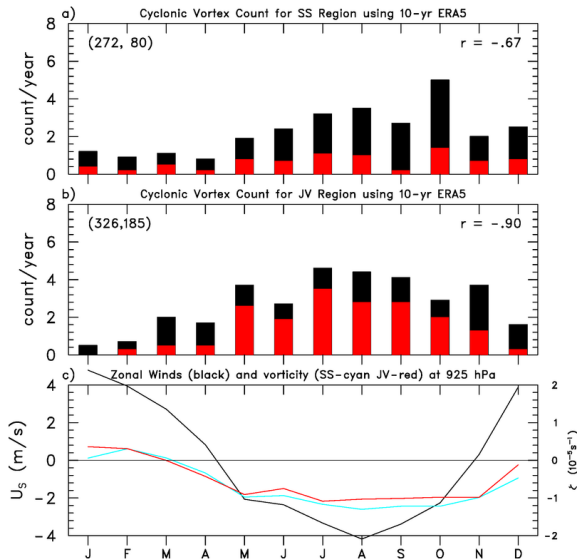 Cyclonic Vortex Count for SS Region using 10-yr ERA5
a)
(272, 80)
r = -.67
count/year
8
6
4
2
0
Cyclonic Vortex Count for JV Region using 10-yr ERA5
b)
(326,185)
r = -.90
count/year
8
6
4
2
0
c)
Zonal Winds (black) and vorticity (SS-cyan JV-red) at 925 hPa
U_S (m/s)
4
2
0
-2
-4
2
1
0
-1
-2
ζ (10⁻⁵s⁻¹)
J F M A M J J A S O N D